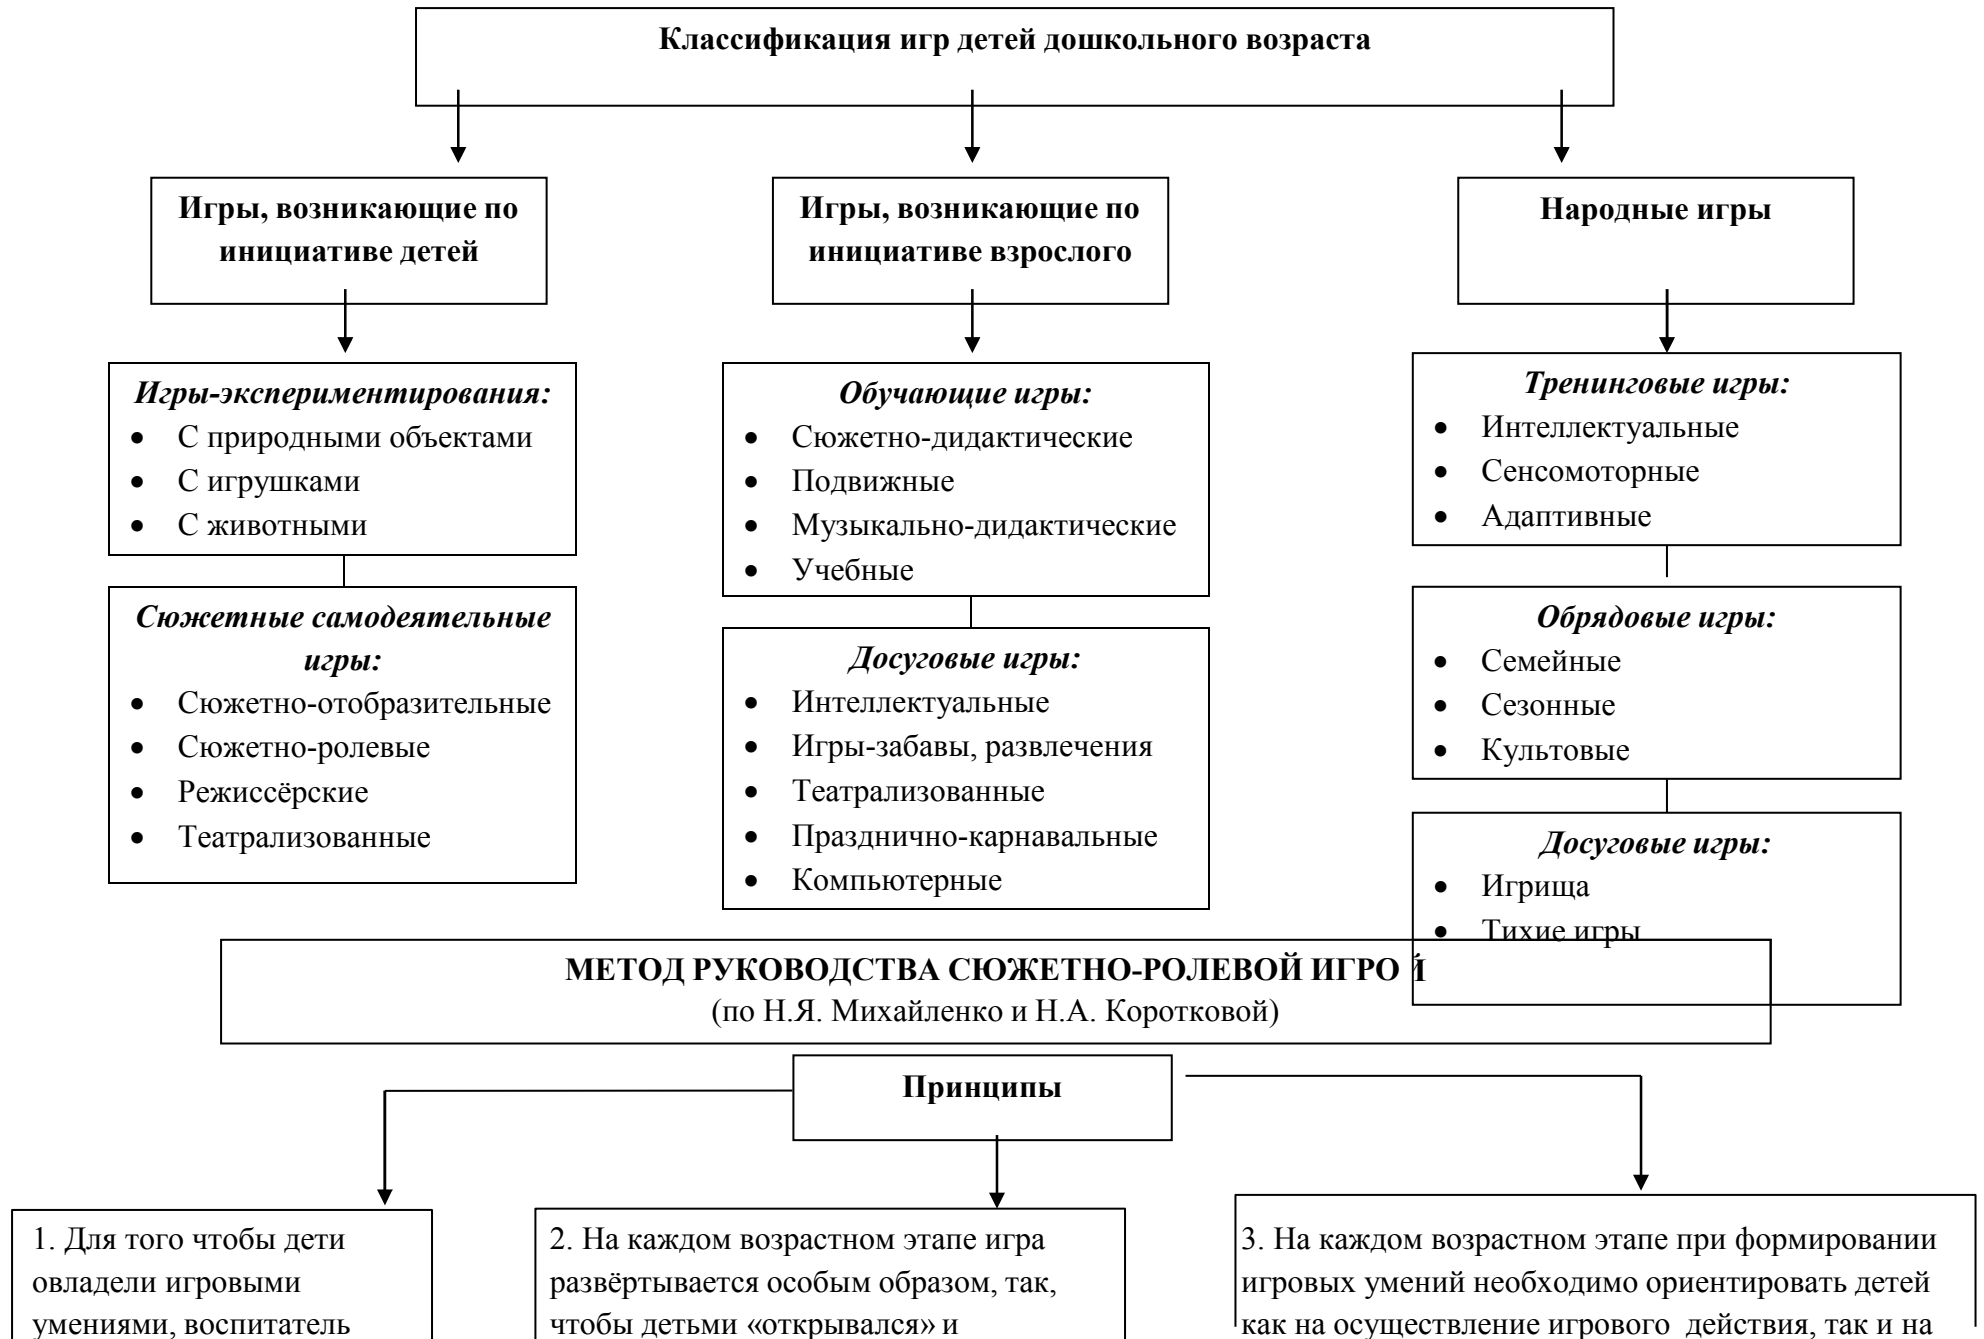 Классификация игр детей дошкольного возраста
Игры, возникающие по
инициативе детей
Игры, возникающие по
инициативе взрослого
Народные игры
Игры-экспериментирования:
• С природными объектами
• С игрушками
• С животными
Сюжетные самодеятельные
игры:
• Сюжетно-отобразительные
• Сюжетно-ролевые
• Режиссёрские
• Театрализованные
Обучающие игры:
• Сюжетно-дидактические
• Подвижные
• Музыкально-дидактические
• Учебные
Досуговые игры:
• Интеллектуальные
• Игры-забавы, развлечения
• Театрализованные
• Празднично-карнавальные
• Компьютерные
Тренинговые игры:
• Интеллектуальные
• Сенсомоторные
• Адаптивные
Обрядовые игры:
• Семейные
• Сезонные
• Культовые
Досуговые игры:
• Игрища
• Тихие игры
МЕТОД РУКОВОДСТВА СЮЖЕТНО-РОЛЕВОЙ ИГРОЙ
(по Н.Я. Михайленко и Н.А. Коротковой)
Принципы
1. Для того чтобы дети
овладели игровыми
умениями, воспитатель
2. На каждом возрастном этапе игра
развёртывается особым образом, так,
чтобы детьми «открывался» и
3. На каждом возрастном этапе при формировании
игровых умений необходимо ориентировать детей
как на осуществление игрового действия, так и на